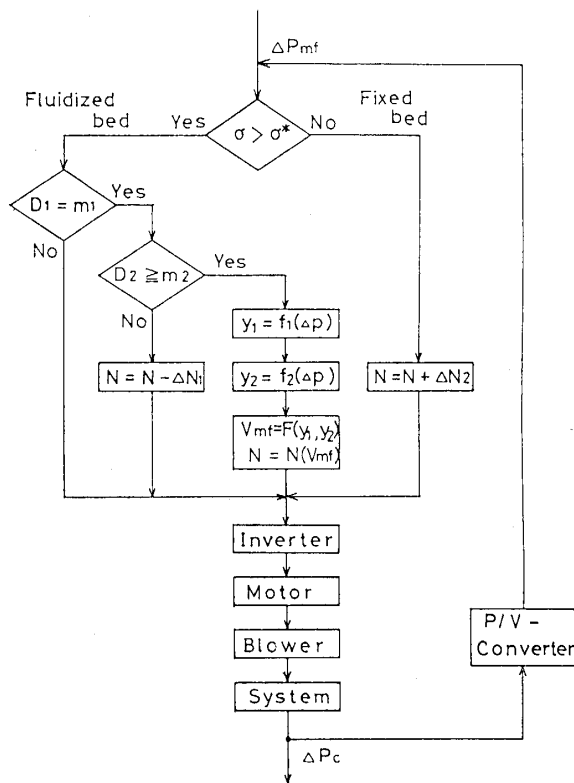 ΔPmf
Fluidized
bed
Yes
σ > σ*
No
Fixed
bed
D1 = m1
Yes
No
D2 ≧ m2
Yes
No
y1 = f1(Δp)
N = N - ΔN1
y2 = f2(Δp)
N = N + ΔN2
Vmf=F(y1,y2)
N = N(Vmf)
Inverter
Motor
Blower
System
P/V -
Converter
ΔPc